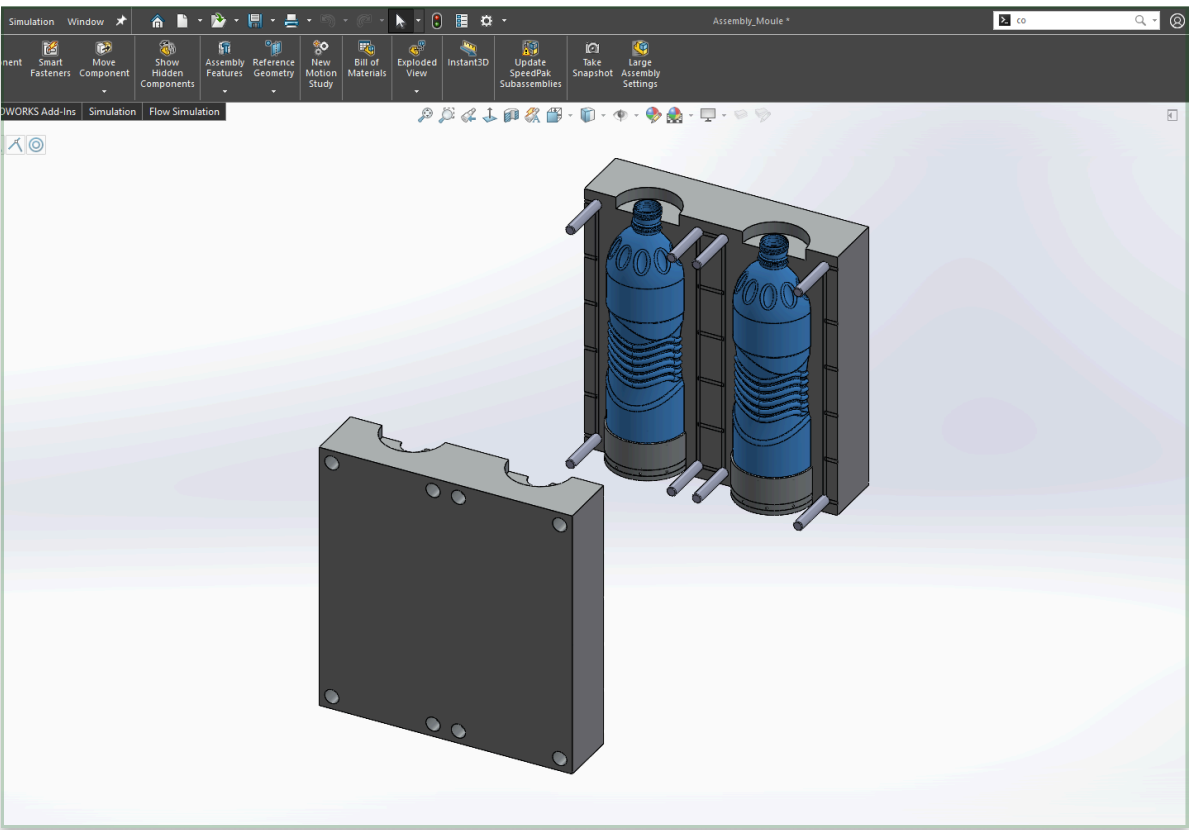 Simulation Window Assembly_Moule * co
nent Smart Fasteners Move Component Show Hidden Components Assembly Features Reference Geometry New Motion Study Bill of Materials Exploded View Instant3D Update SpeedPak Subassemblies Take Snapshot Large Assembly Settings
DWORKS Add-Ins Simulation Flow Simulation